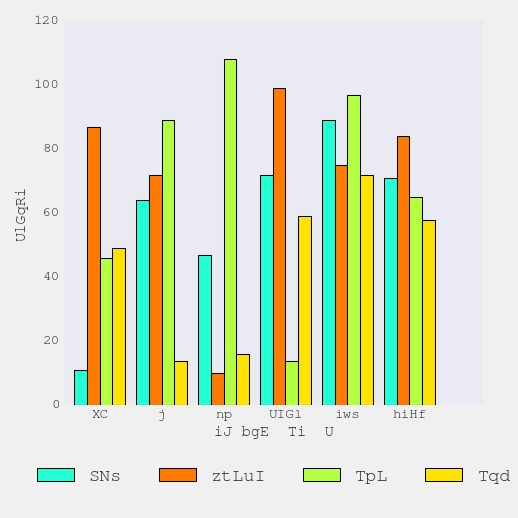 120
100
80
60
40
20
0
UlGqRi
XC j np UIGl iws hiHf
iJ bgE  Ti  U
SNs ztLuI TpL Tqd